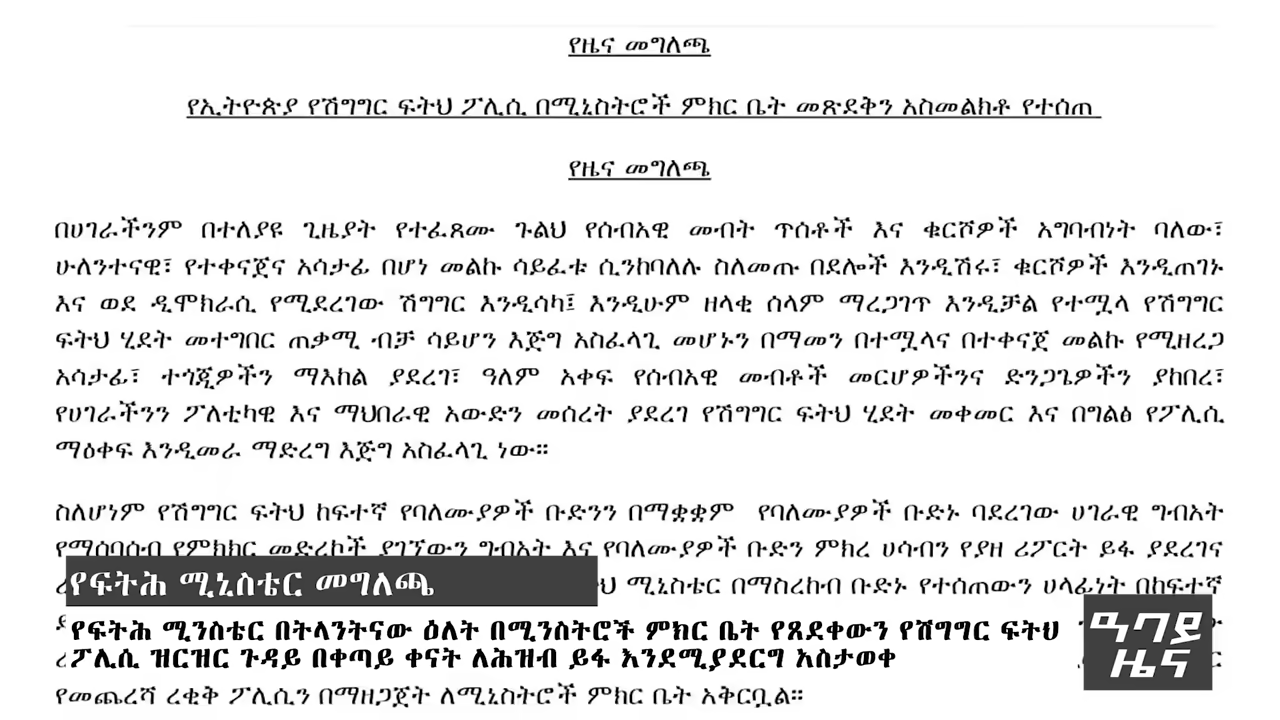 የዜና መግለጫ
የኢትዮጵያ የሽግግር ፍትህ ፖሊሲ በሚኒስትሮች ምክር ቤት መጽደቅን አስመልክቶ የተሰጠ
የዜና መግለጫ
በሀገራችንም በተለያዩ ጊዜያት የተፈጸሙ ጉልህ የሰብአዊ መብት ጥሰቶች እና ቁርሾዎች አግባብነት ባለው፣
ሁለንተናዊ፣ የተቀናጀና አሳታፊ በሆነ መልኩ ሳይፈቱ ሲንከባለሉ ስለመጡ በደሎች እንዲሽሩ፣ ቁርሾዎች እንዲጠገኑ
እና ወደ ዲሞክራሲ የሚደረገው ሽግግር እንዲሳካ፤ እንዲሁም ዘላቂ ሰላም ማረጋገጥ እንዲቻል የተሟላ የሽግግር
ፍትህ ሂደት መተግበር ጠቃሚ ብቻ ሳይሆን እጅግ አስፈላጊ መሆኑን በማመን በተሟላና በተቀናጀ መልኩ የሚዘረጋ
አሳታፊ፣ ተጎጂዎችን ማእከል ያደረገ፣ ዓለም አቀፍ የሰብአዊ መብቶች መርሆዎችንና ድንጋጌዎችን ያከበረ፣
የሀገራችንን ፖለቲካዊ እና ማህበራዊ አውድን መሰረት ያደረገ የሽግግር ፍትህ ሂደት መቀመር እና በግልፅ የፖሊሲ
ማዕቀፍ እንዲመራ ማድረግ እጅግ አስፈላጊ ነው።
ስለሆነም የሽግግር ፍትህ ከፍተኛ የባለሙያዎች ቡድንን በማቋቋም የባለሙያዎች ቡድኑ ባደረገው ሀገራዊ ግብአት
የማሰባሰብ የምክክር መድረኮች ያገኘውን ግብአት እና የባለሙያዎች ቡድን ምክረ ሀሳብን የያዘ ሪፖርት ይፋ ያደረገና
ሚኒስቴር በማስረከብ ቡድኑ የተሰጠውን ሀላፊነት በከፍተኛ
የፍትሕ ሚኒስቴር መግለጫ
የፍትሕ ሚንስቴር በትላንትናው ዕለት በሚንስትሮች ምክር ቤት የጸደቀውን የሽግግር ፍትህ
ፖሊሲ ዝርዝር ጉዳይ በቀጣይ ቀናት ለሕዝብ ይፋ እንደሚያደርግ አስታወቀ
ዓባይ
ዜና
የመጨረሻ ረቂቅ ፖሊሲን በማዘጋጀት ለሚኒስትሮች ምክር ቤት አቅርቧል።